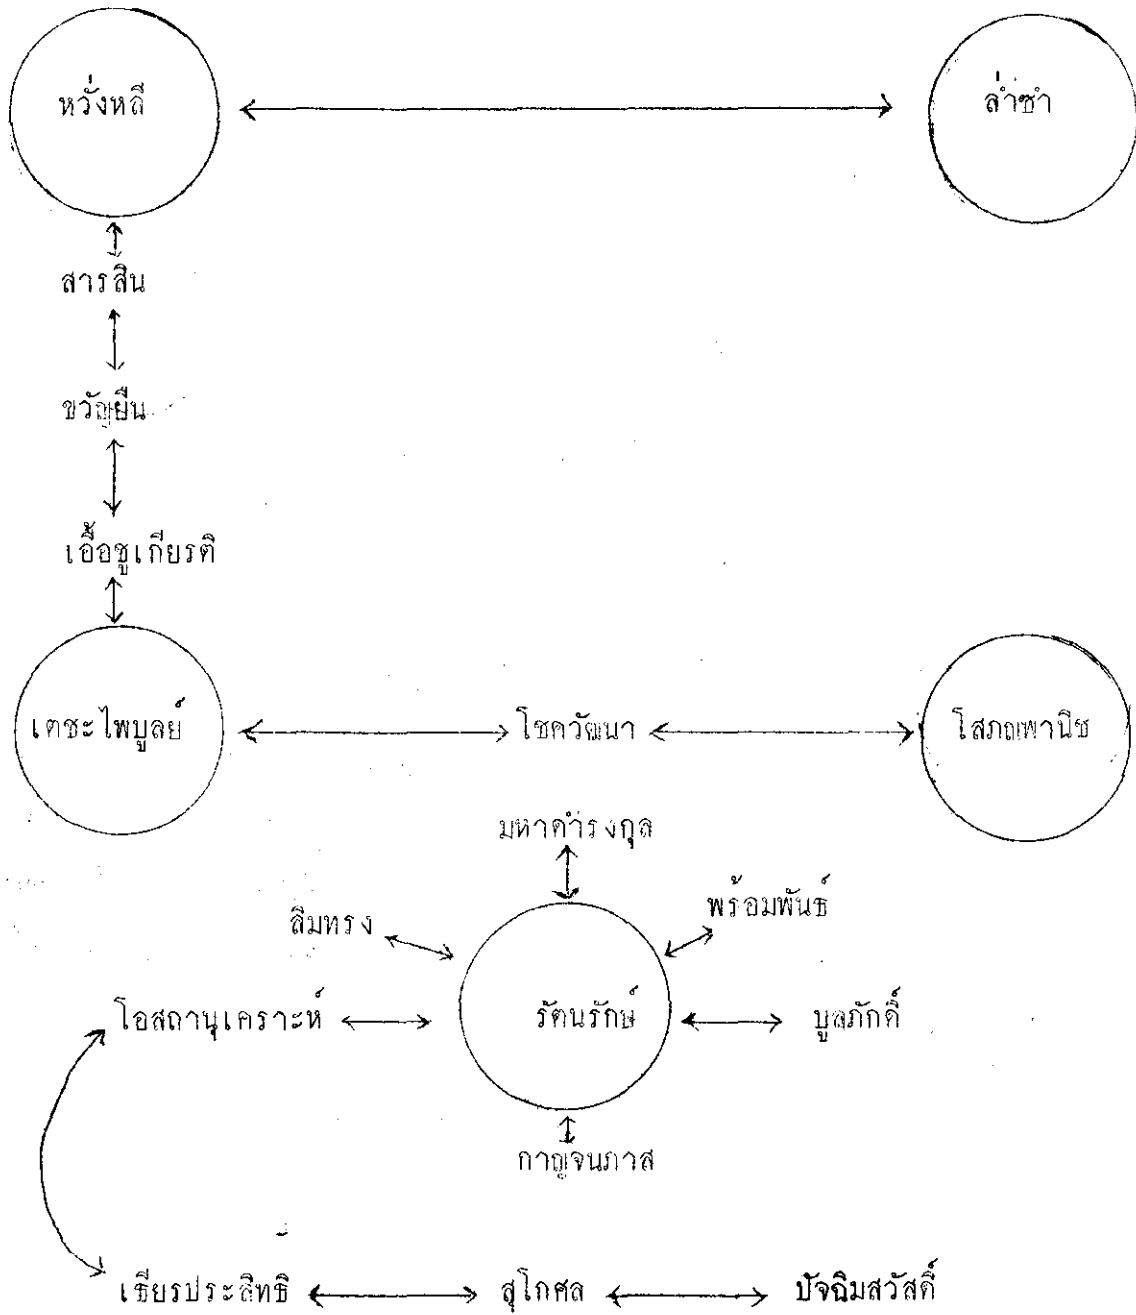 หวั่งหลี
ล่ำซำ
สารสิน
ขวัญยืน
เอื้อชูเกียรติ
เตชะไพบูลย์
โชควัฒนา
โสภณพานิช
มหาดำรงกุล
ลิมทรง
พร้อมพันธ์
โอสถานุเคราะห์
รัตนรักษ์
บูลภักดิ์
กาญจนภาส
เธียรประสิทธิ์
สุโกศล
ปัจฉิมสวัสดิ์